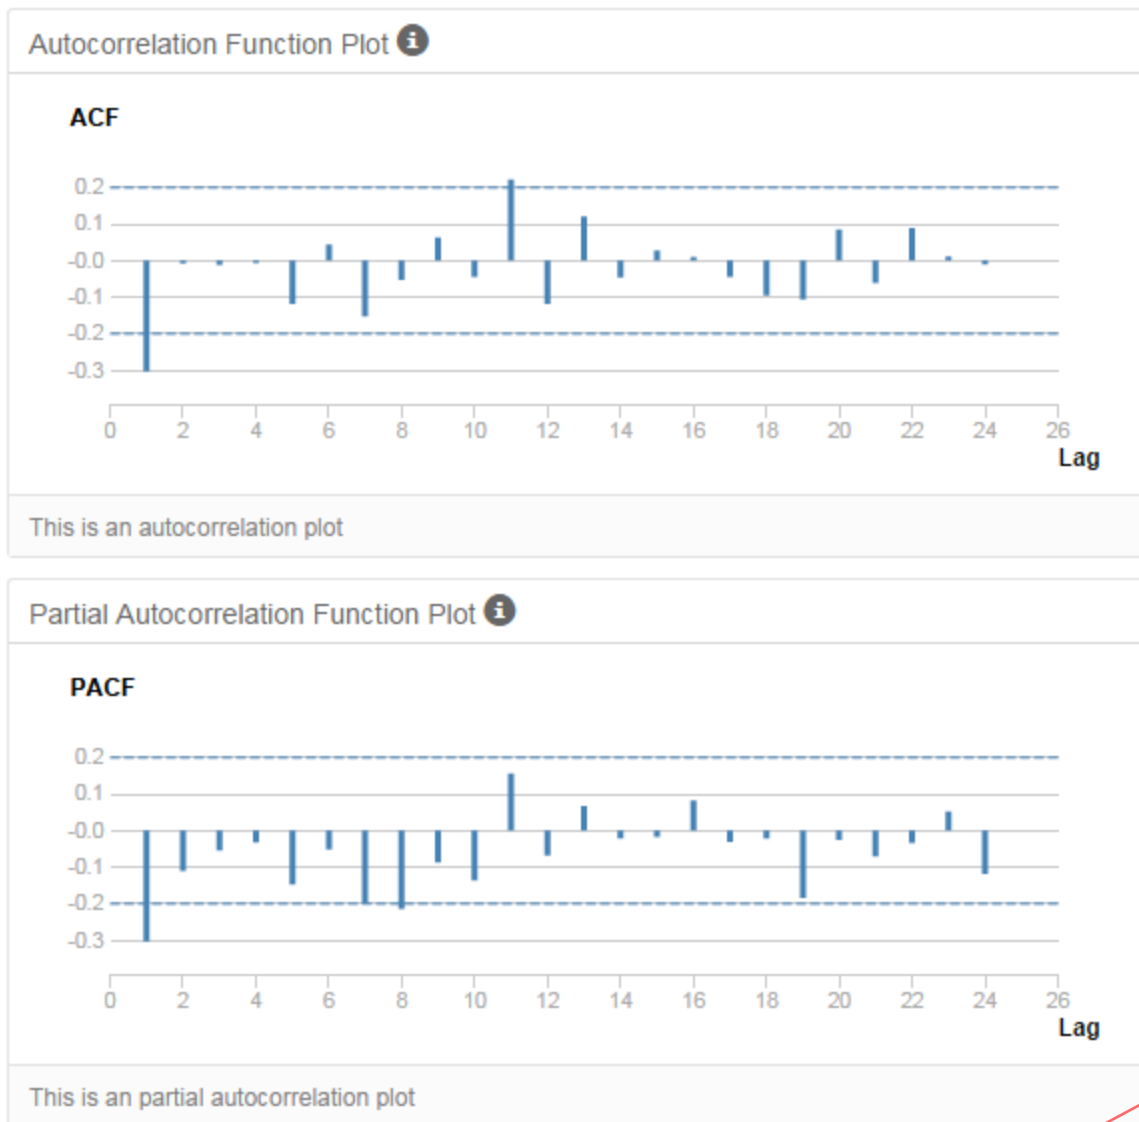 Autocorrelation Function Plot
ACF
0.2
0.1
-0.0
-0.1
-0.2
-0.3
0 2 4 6 8 10 12 14 16 18 20 22 24 26
Lag
This is an autocorrelation plot
Partial Autocorrelation Function Plot
PACF
0.2
0.1
-0.0
-0.1
-0.2
-0.3
0 2 4 6 8 10 12 14 16 18 20 22 24 26
Lag
This is an partial autocorrelation plot